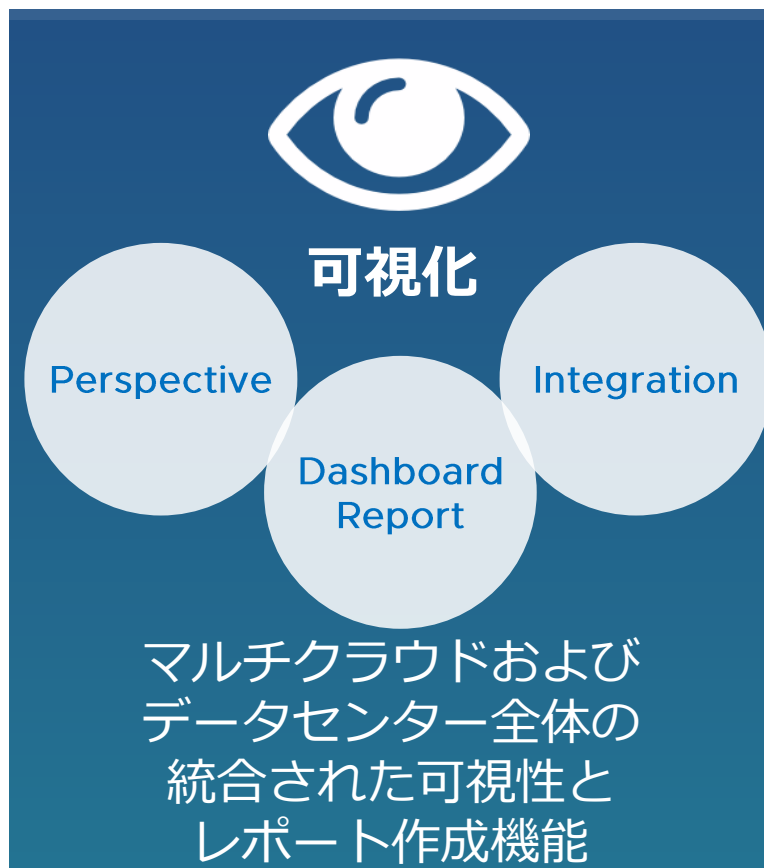 可視化
Perspective
Integration
Dashboard
Report
マルチクラウドおよび
データセンター全体の
統合された可視性と
レポート作成機能